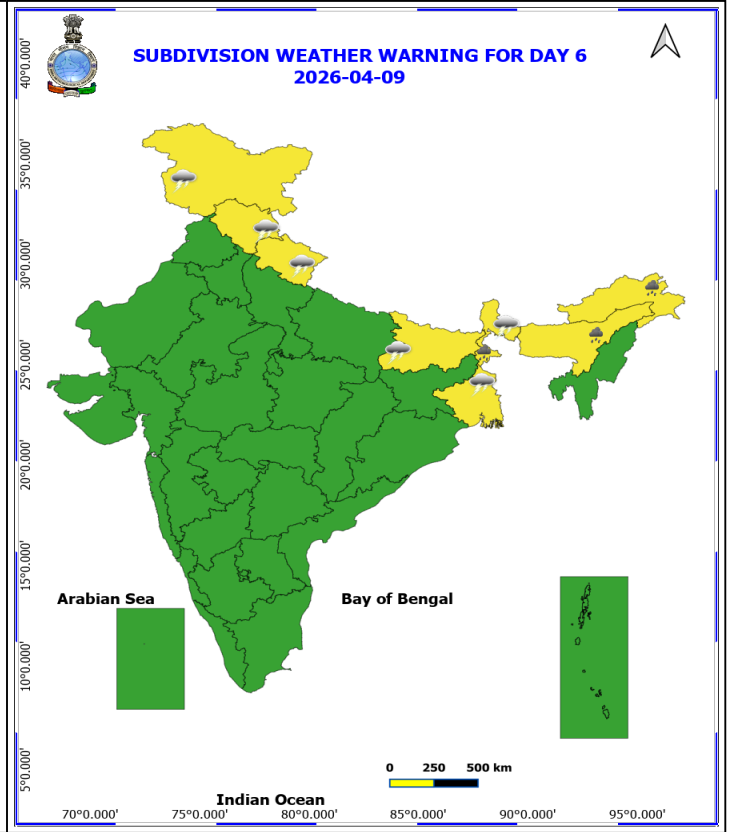 SUBDIVISION WEATHER WARNING FOR DAY 6
2026-04-09
40°0.000'
35°0.000'
30°0.000'
25°0.000'
20°0.000'
15°0.000'
10°0.000'
5°0.000'
Arabian Sea
Bay of Bengal
0 250 500 km
Indian Ocean
70°0.000' 75°0.000' 80°0.000' 85°0.000' 90°0.000' 95°0.000'